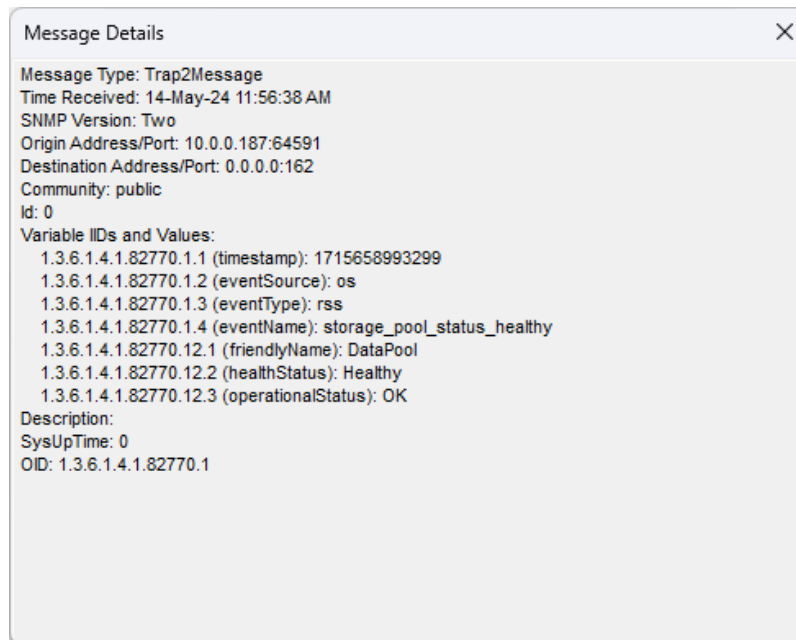 Message Details
Message Type: Trap2Message
Time Received: 14-May-24 11:56:38 AM
SNMP Version: Two
Origin Address/Port: 10.0.0.187:64591
Destination Address/Port: 0.0.0.0:162
Community: public
Id: 0
Variable IIDs and Values:
1.3.6.1.4.1.82770.1.1 (timestamp): 1715658993299
1.3.6.1.4.1.82770.1.2 (eventSource): os
1.3.6.1.4.1.82770.1.3 (eventType): rss
1.3.6.1.4.1.82770.1.4 (eventName): storage_pool_status_healthy
1.3.6.1.4.1.82770.12.1 (friendlyName): DataPool
1.3.6.1.4.1.82770.12.2 (healthStatus): Healthy
1.3.6.1.4.1.82770.12.3 (operationalStatus): OK
Description:
SysUpTime: 0
OID: 1.3.6.1.4.1.82770.1